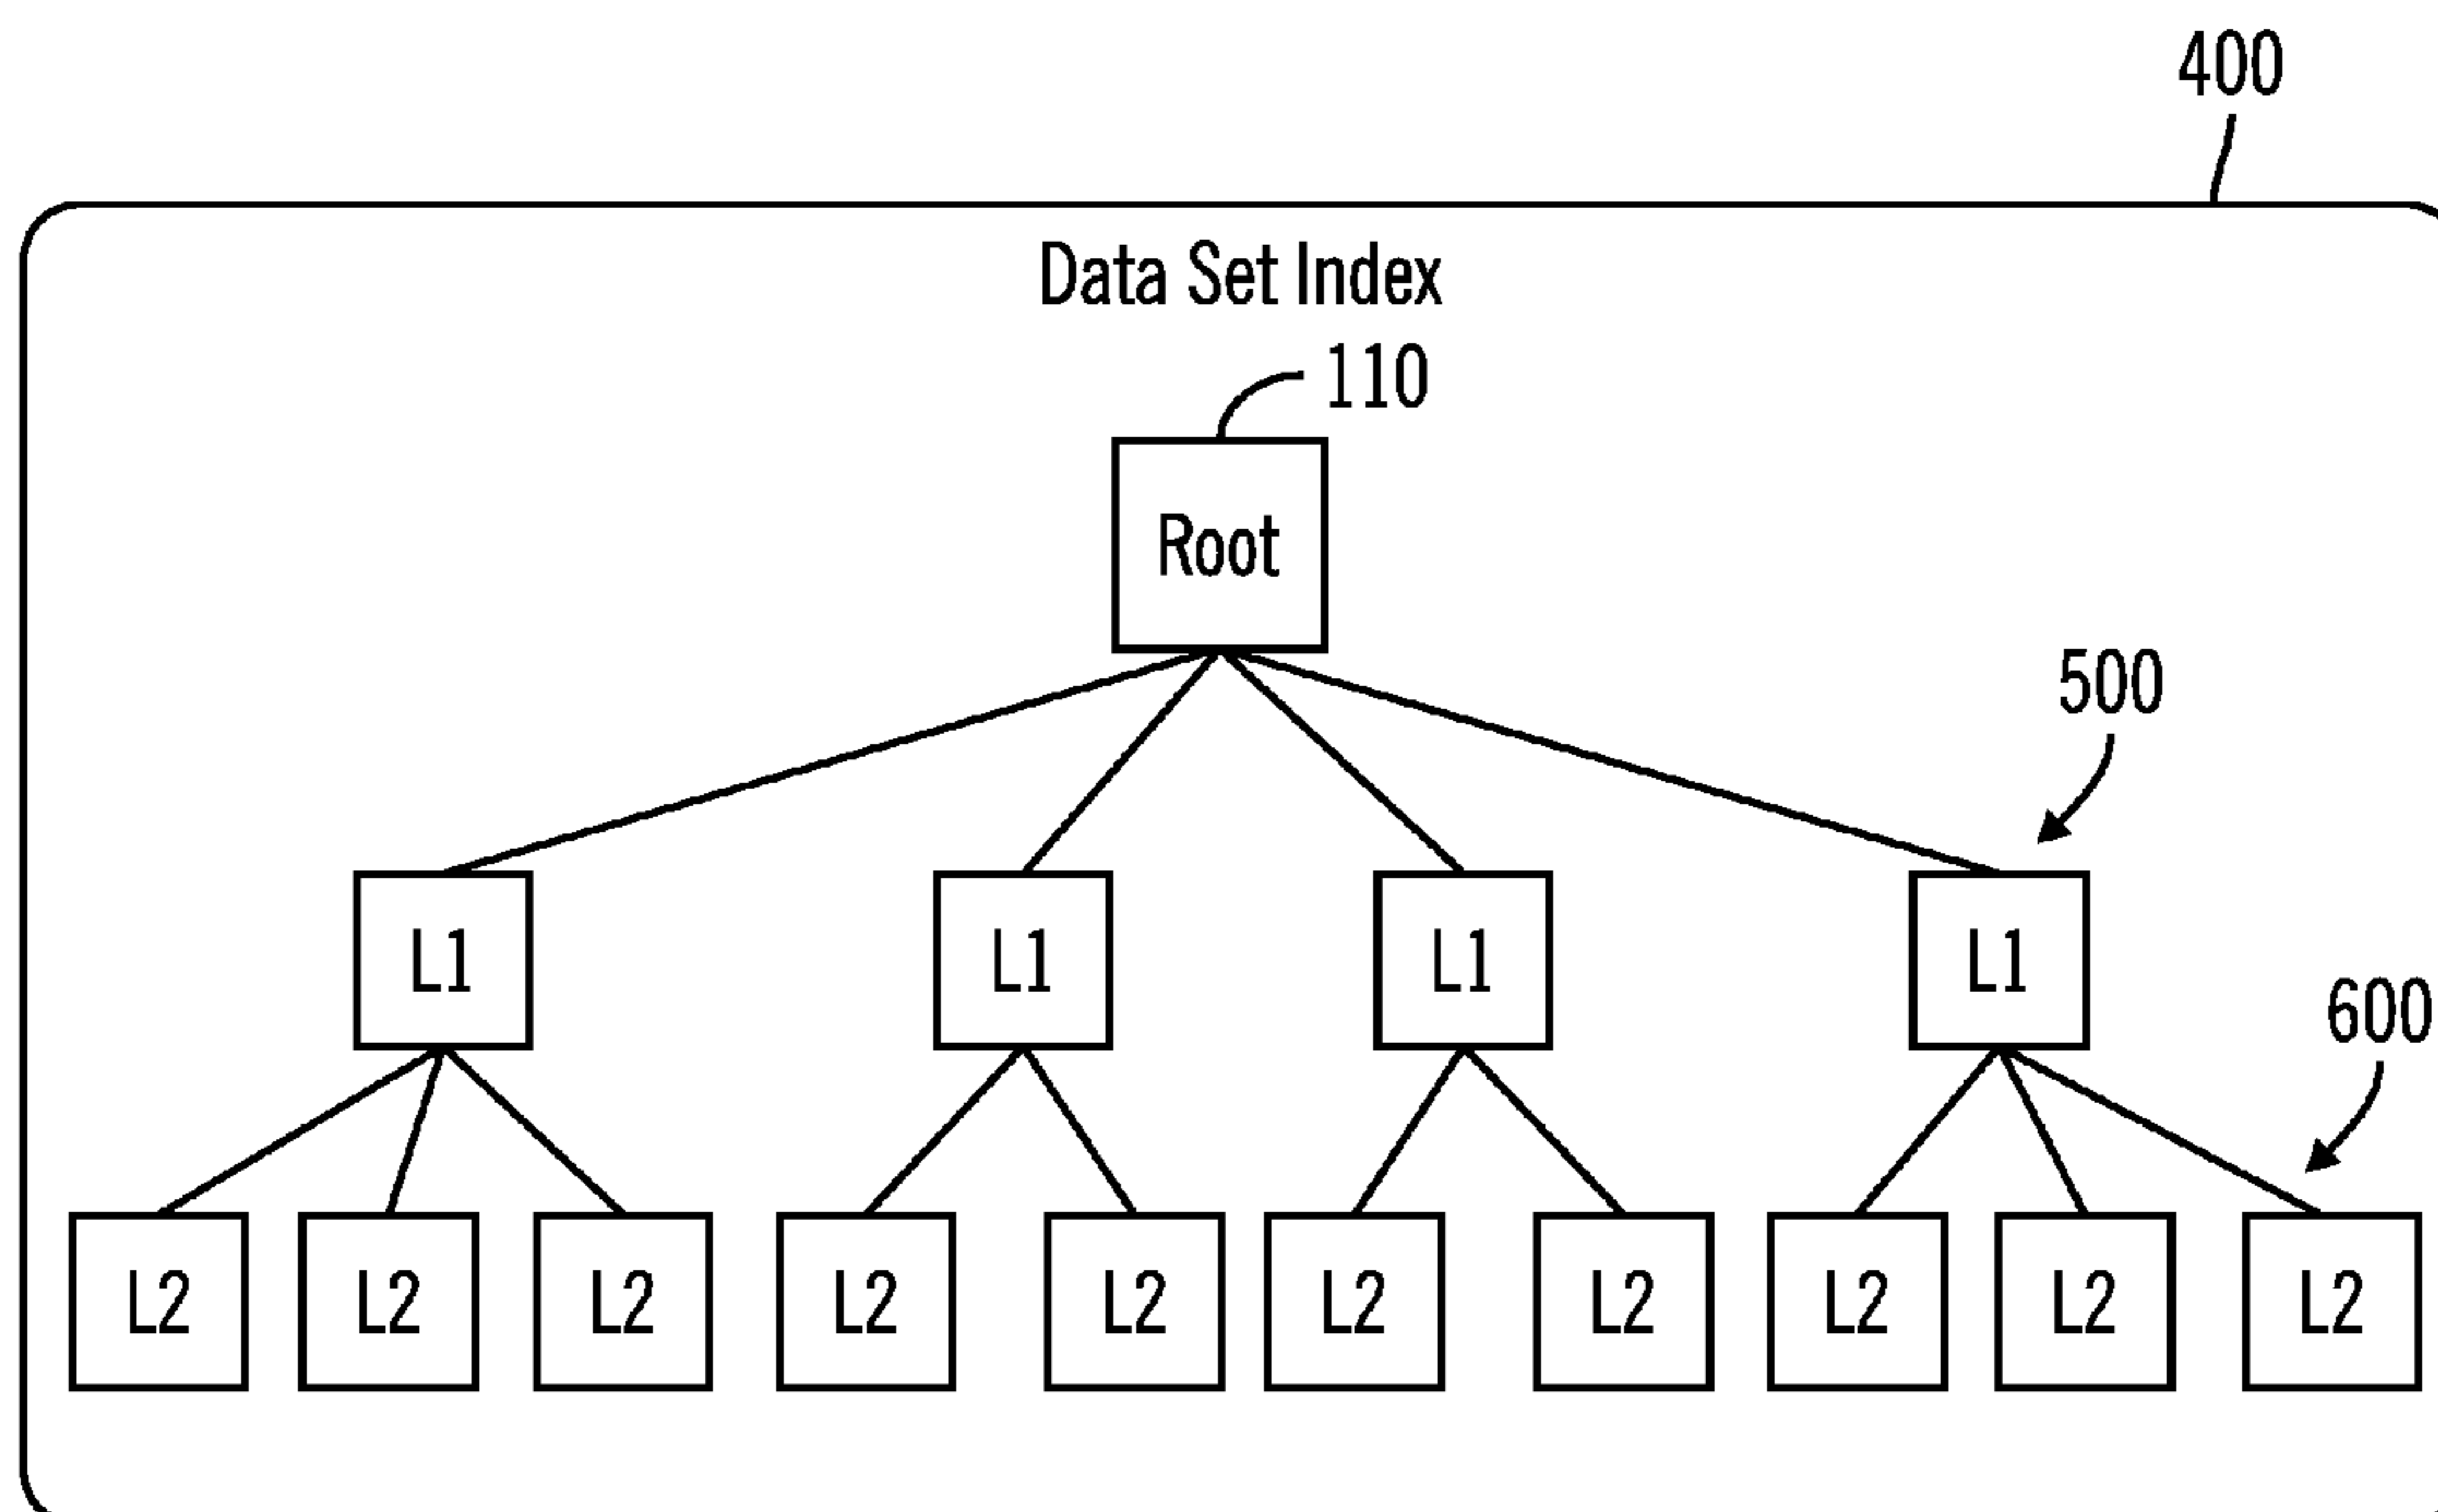 400
Data Set Index
110
Root
500
L1 L1 L1 L1
600
L2 L2 L2 L2 L2 L2 L2 L2 L2 L2